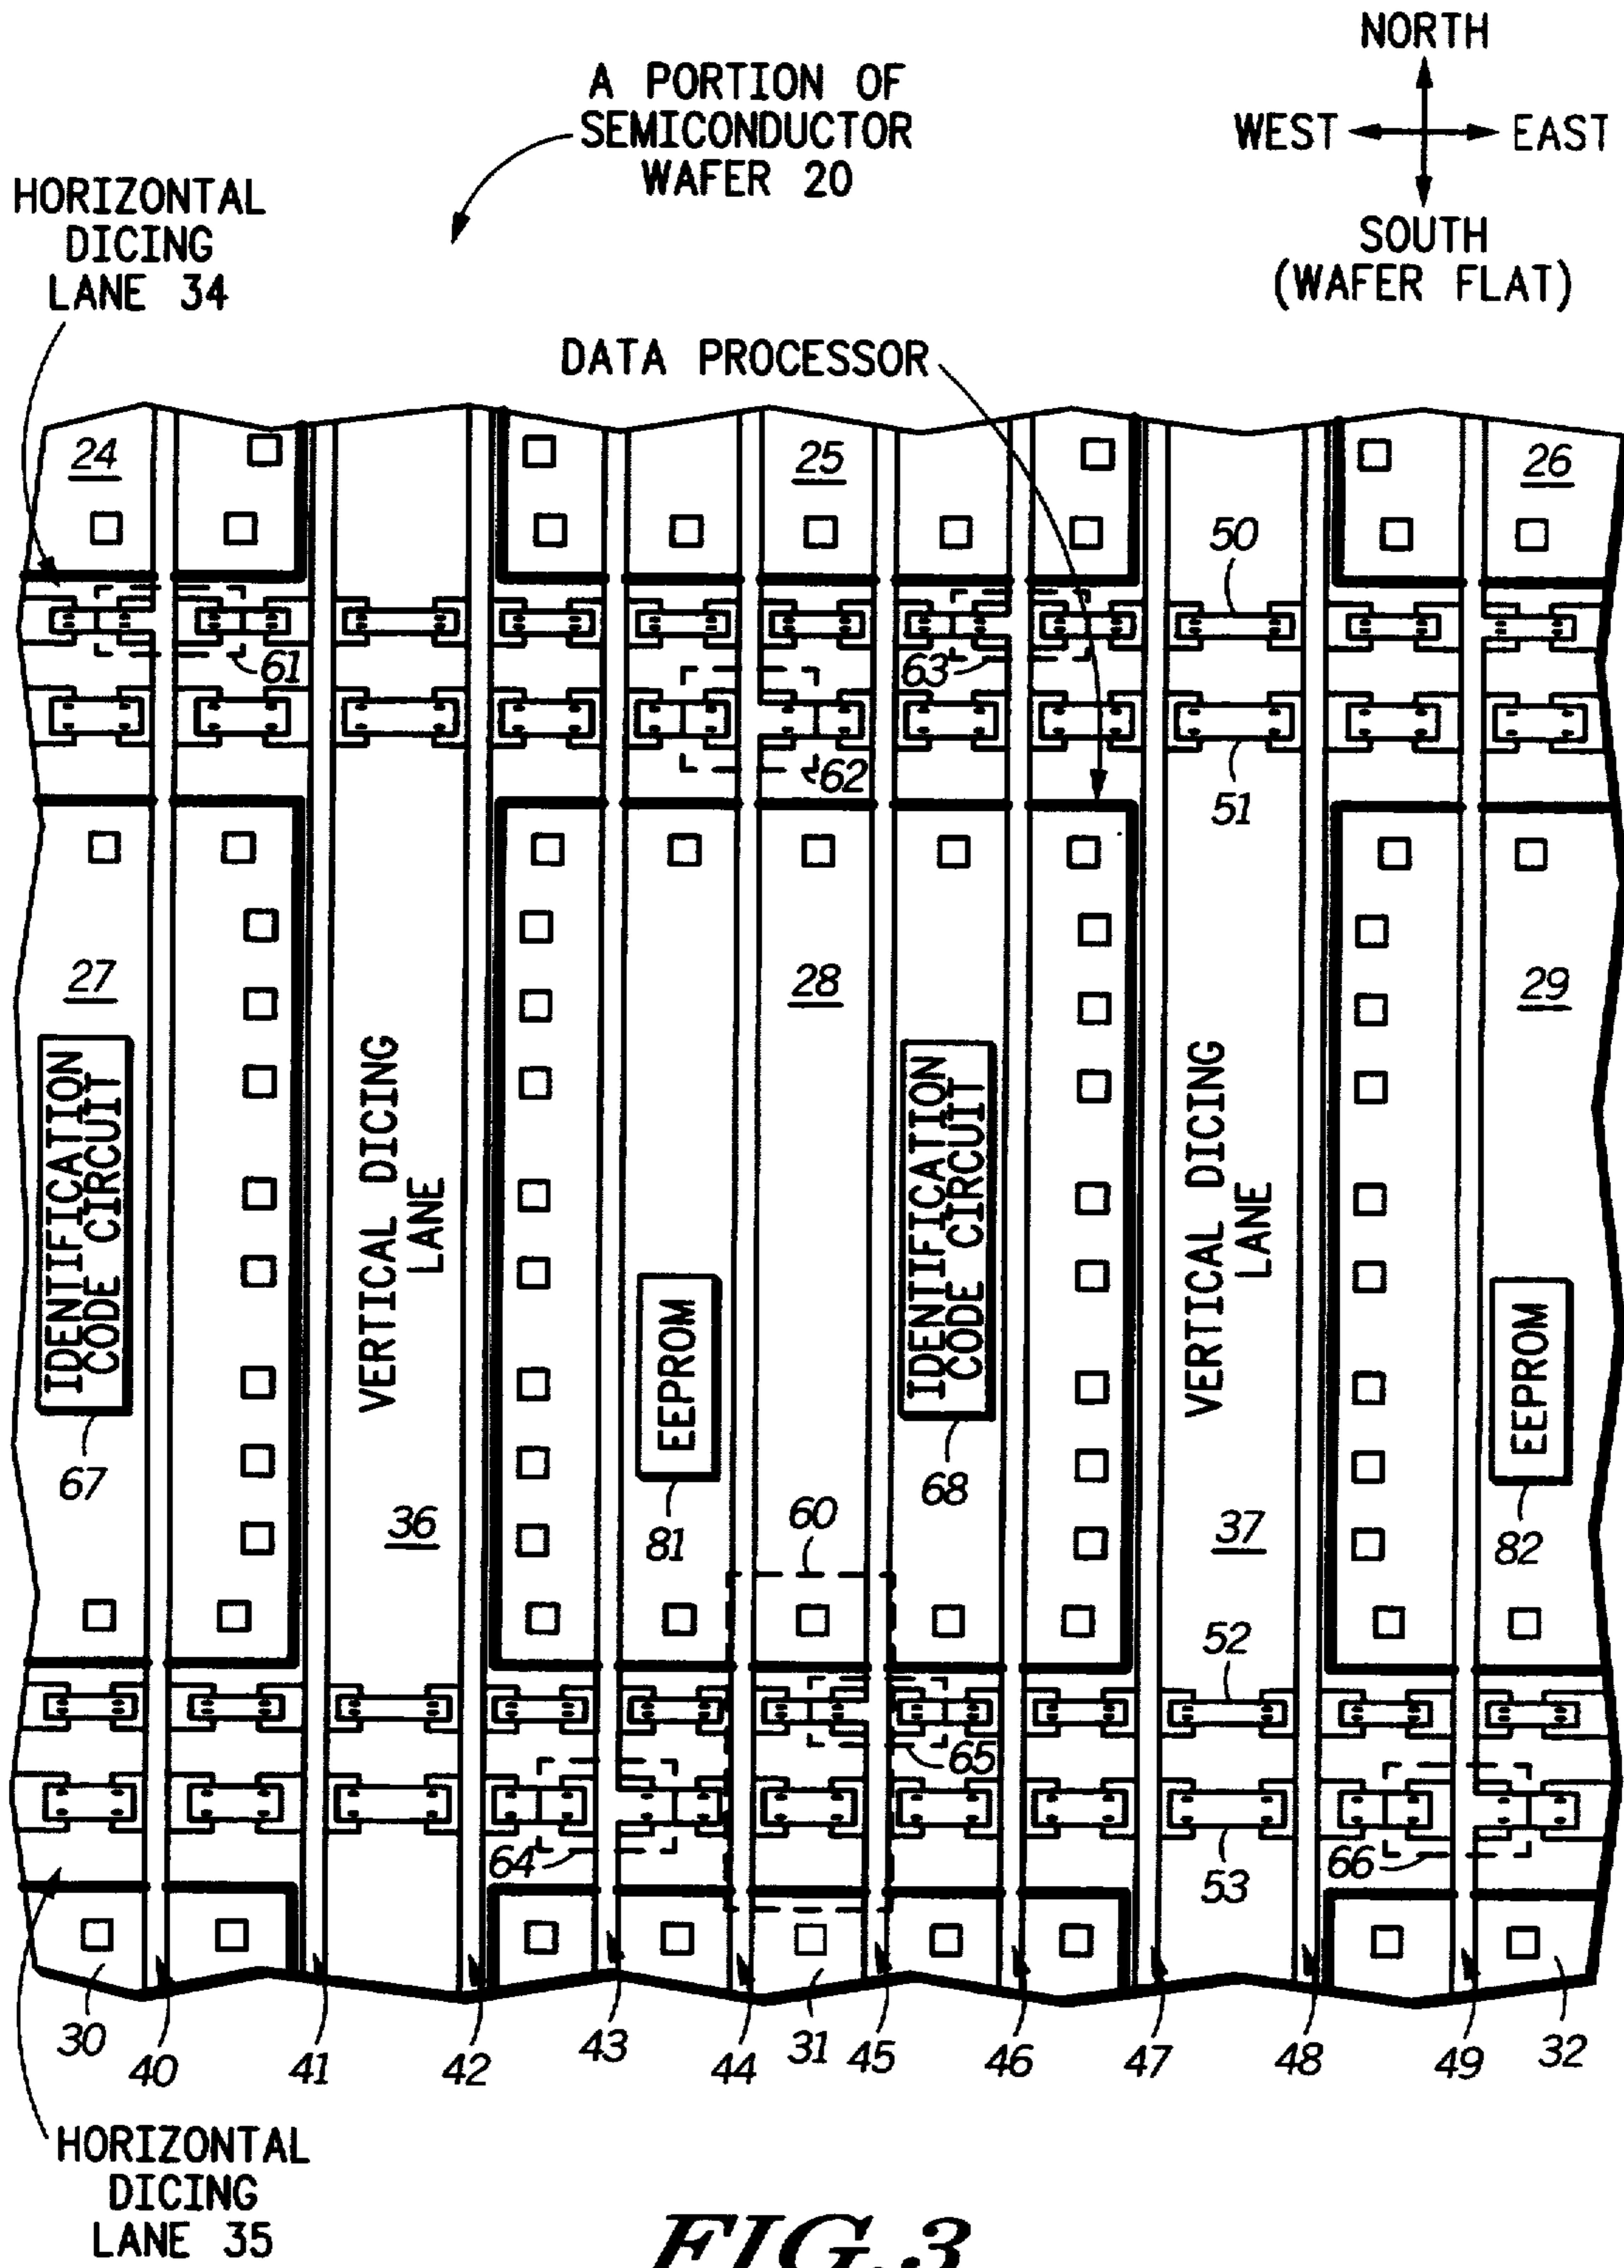 NORTH
WEST
EAST
SOUTH
(WAFER FLAT)
A PORTION OF
SEMICONDUCTOR
WAFER 20
HORIZONTAL
DICING
LANE 34
DATA PROCESSOR
24
25
26
50
61
63
62
51
27
28
29
IDENTIFICATION
CODE CIRCUIT
67
VERTICAL DICING
LANE
36
EEPROM
81
60
IDENTIFICATION
CODE CIRCUIT
68
VERTICAL DICING
LANE
37
EEPROM
82
52
65
64
66
53
30
40
41
42
43
44
31
45
46
47
48
49
32
HORIZONTAL
DICING
LANE 35
FIG.3